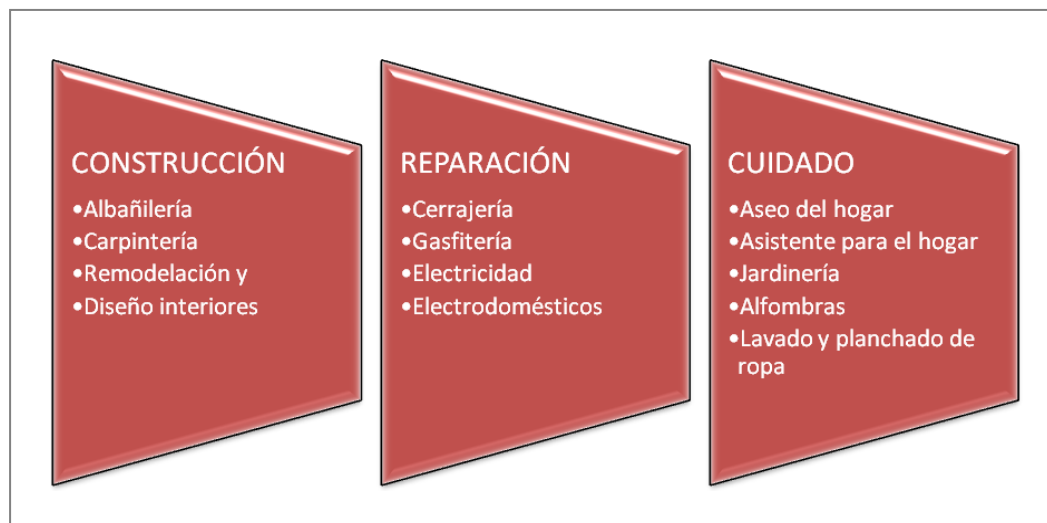 CONSTRUCCIÓN
•Albañilería
•Carpintería
•Remodelación y
•Diseño interiores
REPARACIÓN
•Cerrajería
•Gasfitería
•Electricidad
•Electrodomésticos
CUIDADO
•Aseo del hogar
•Asistente para el hogar
•Jardinería
•Alfombras
•Lavado y planchado de
ropa